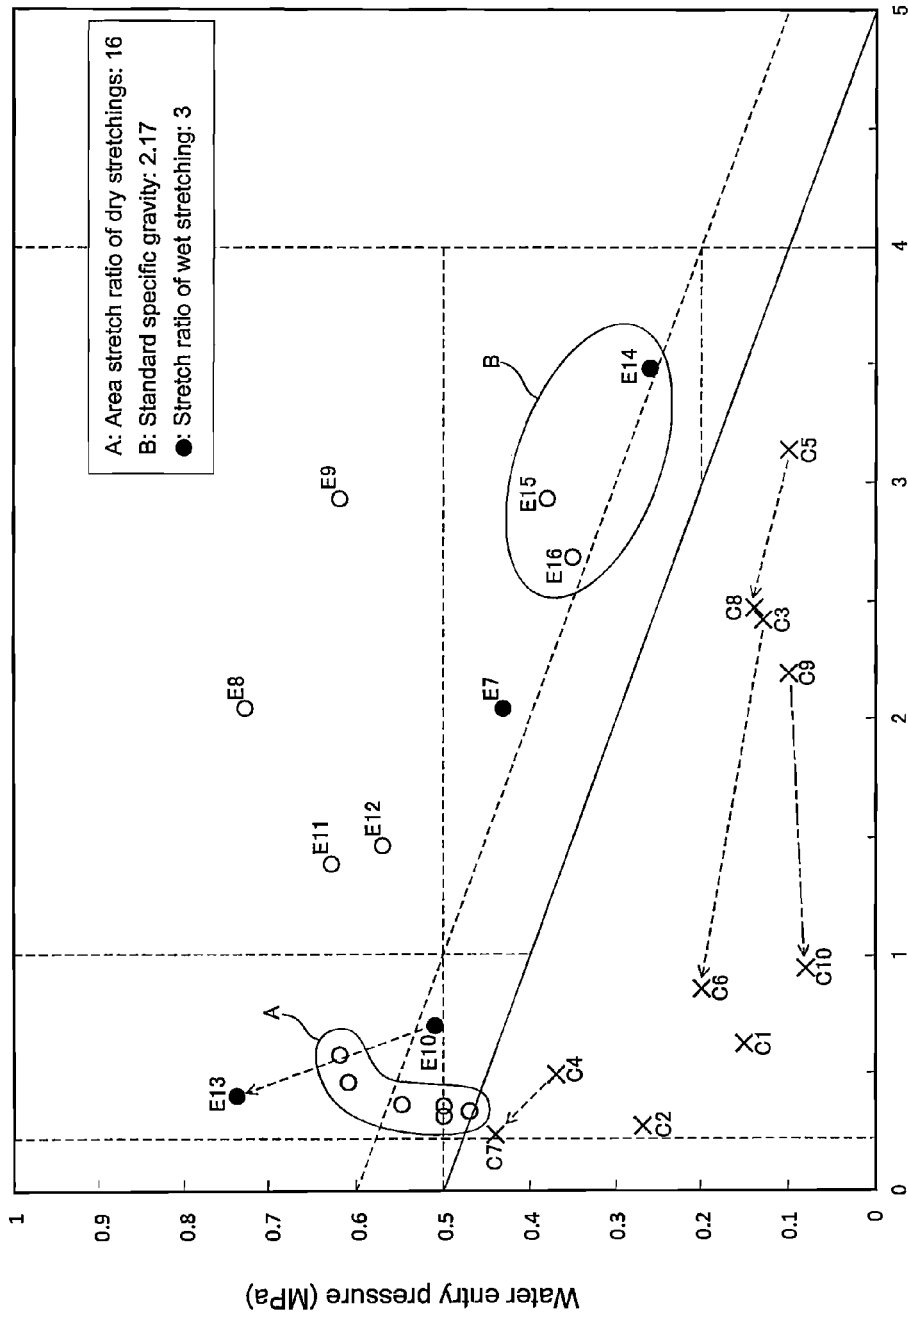 A: Area stretch ratio of dry stretchings: 16
B: Standard specific gravity: 2.17
●: Stretch ratio of wet stretching: 3
Water entry pressure (MPa)
1
0.9
0.8
0.7
0.6
0.5
0.4
0.3
0.2
0.1
0
0
1
2
3
4
5
A
B
E13
E10
E11
E12
E8
E7
E9
E15
E16
E14
C7
C4
C2
C1
C6
C10
C9
C3
C8
C5